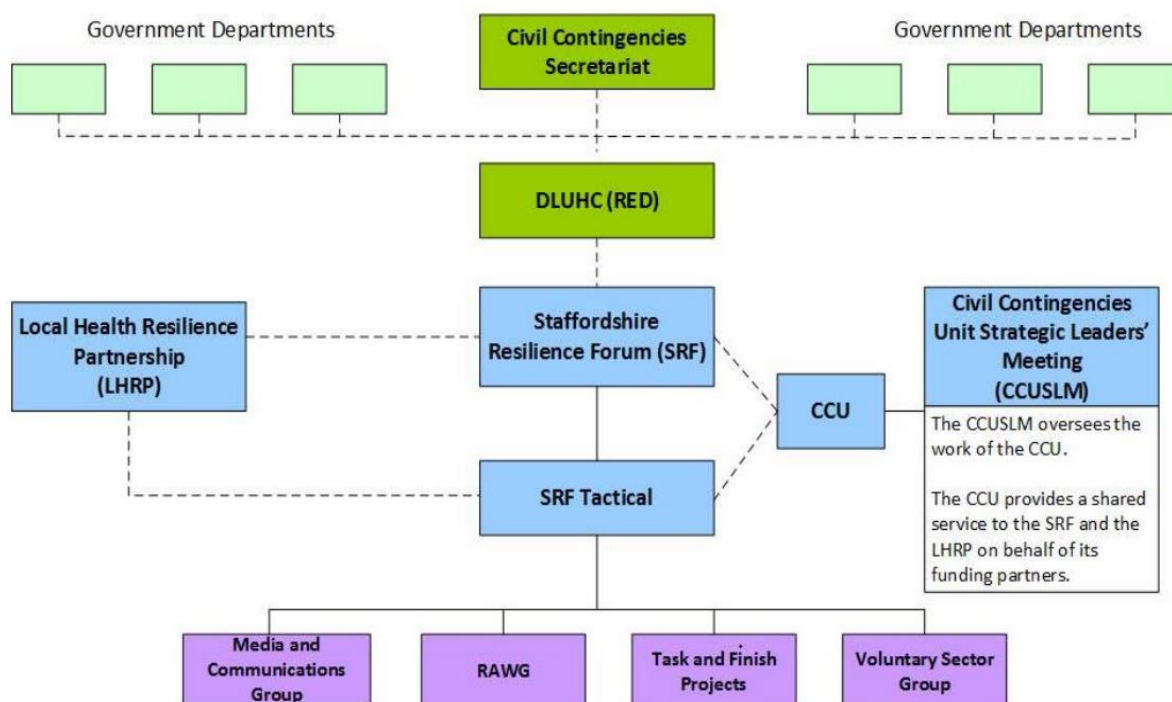 Government Departments
Civil Contingencies
Secretariat
Government Departments
DLUHC (RED)
Local Health Resilience
Partnership
(LHRP)
Staffordshire
Resilience Forum (SRF)
CCU
Civil Contingencies
Unit Strategic Leaders’
Meeting
(CCUSLM)
The CCUSLM oversees the
work of the CCU.
The CCU provides a shared
service to the SRF and the
LHRP on behalf of its
funding partners.
SRF Tactical
Media and
Communications
Group
RAWG
Task and Finish
Projects
Voluntary Sector
Group